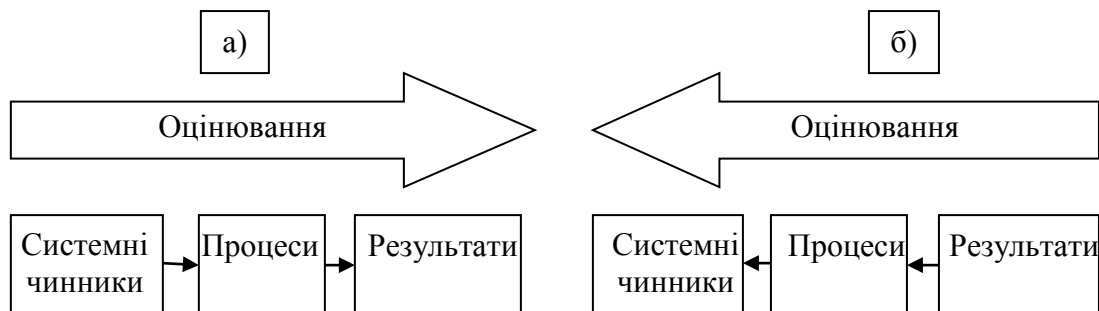 а)
б)
Оцінювання
Оцінювання
Системні
чинники
Процеси
Результати
Системні
чинники
Процеси
Результати